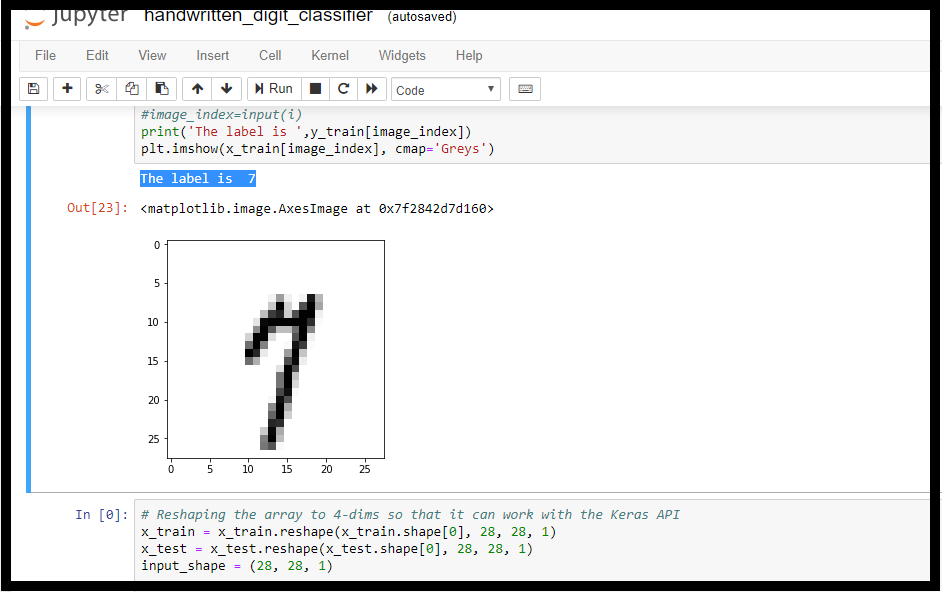 jupyter handwritten_digit_classifier (autosaved)
File Edit View Insert Cell Kernel Widgets Help
Run Code
#image_index=input(i)
print('The label is ',y_train[image_index])
plt.imshow(x_train[image_index], cmap='Greys')
The label is  7
Out[23]: <matplotlib.image.AxesImage at 0x7f2842d7d160>
0
5
10
15
20
25
0 5 10 15 20 25
In [0]: # Reshaping the array to 4-dims so that it can work with the Keras API
x_train = x_train.reshape(x_train.shape[0], 28, 28, 1)
x_test = x_test.reshape(x_test.shape[0], 28, 28, 1)
input_shape = (28, 28, 1)